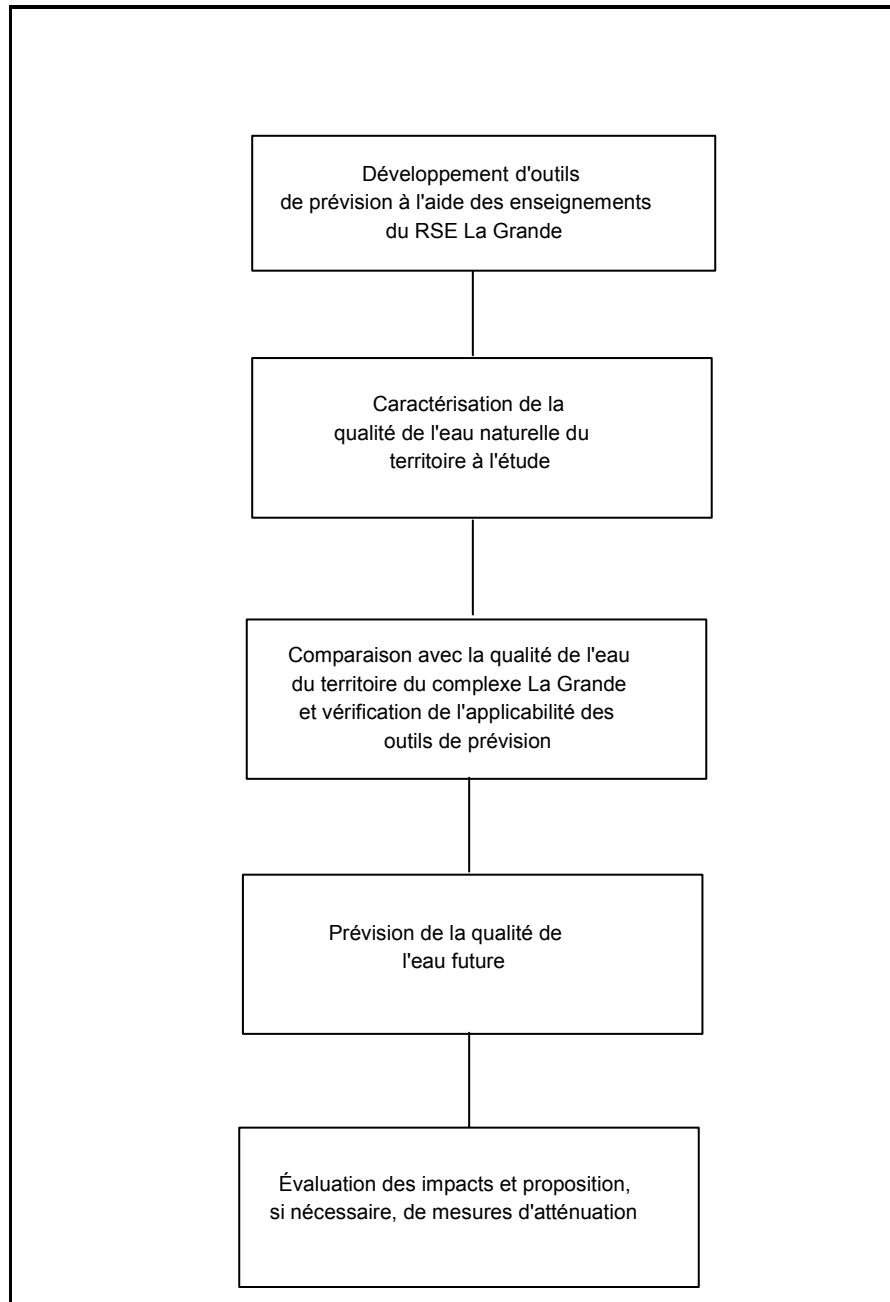 Développement d'outils
de prévision à l'aide des enseignements
du RSE La Grande
Caractérisation de la
qualité de l'eau naturelle du
territoire à l'étude
Comparaison avec la qualité de l'eau
du territoire du complexe La Grande
et vérification de l'applicabilité des
outils de prévision
Prévision de la qualité de
l'eau future
Évaluation des impacts et proposition,
si nécessaire, de mesures d'atténuation